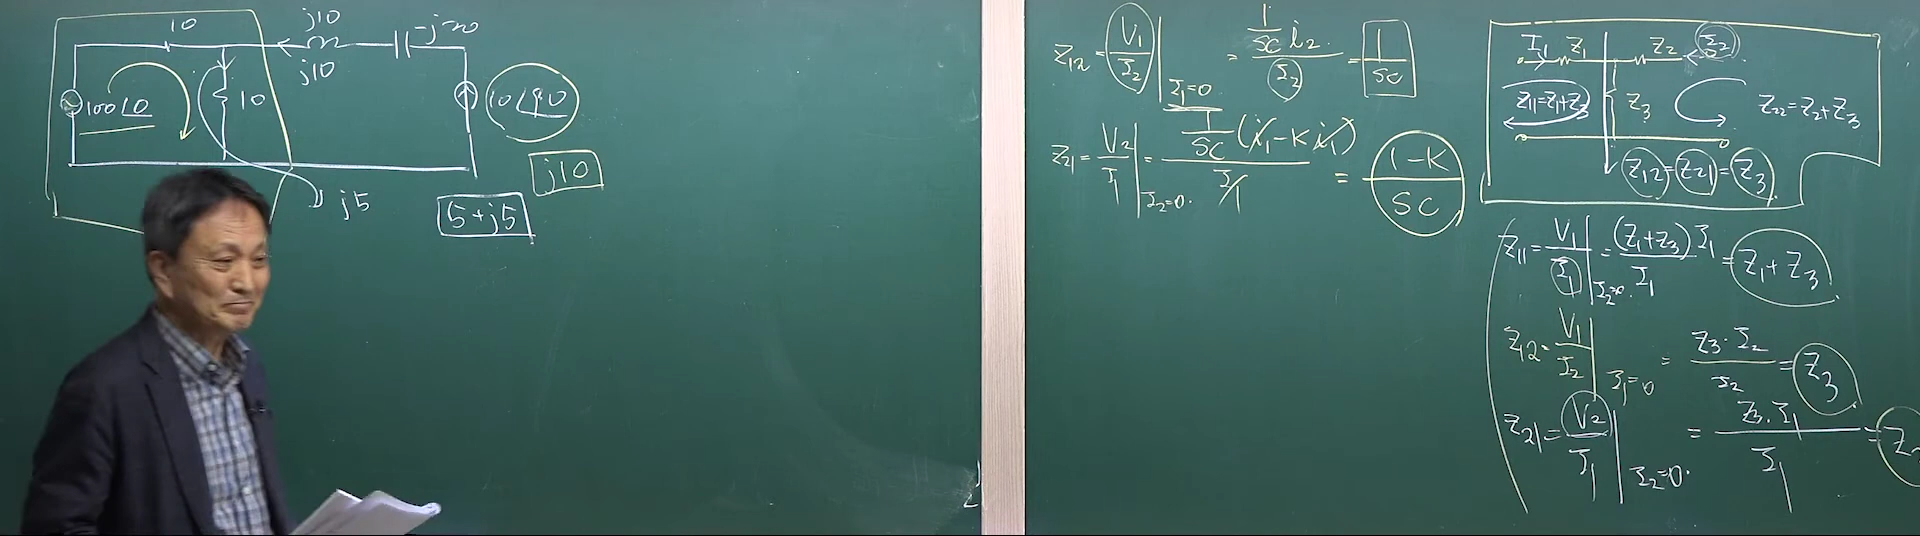 10
j10
-j20
j10
100∠0
10
10∠90
j10
j5
5+j5
Z12 = V1/I2 | I1=0 = (1/SC) i2 / I2 = 1/SC
Z21 = V2/I1 | I2=0. = 1/SC (i1-Ki1) / I1 = 1-K/SC
I1 Z1 Z2 I2
Z11=Z1+Z3 Z3 Z22=Z2+Z3
Z12=Z21=Z3
Z11= V1/I1 | I2=0. = (Z1+Z3)I1/I1 = Z1+Z3
Z12= V1/I2 | I1=0 = Z3·I2/I2 = Z3
Z21= V2/I1 | I2=0. = Z3·I1/I1 =